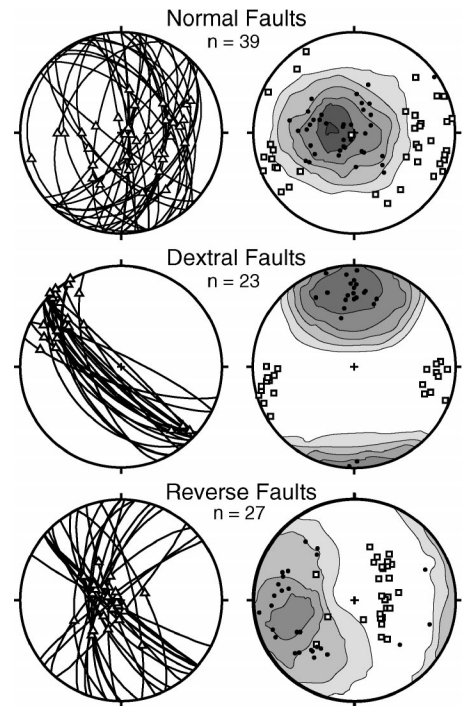 Normal Faults
n = 39
Dextral Faults
n = 23
Reverse Faults
n = 27